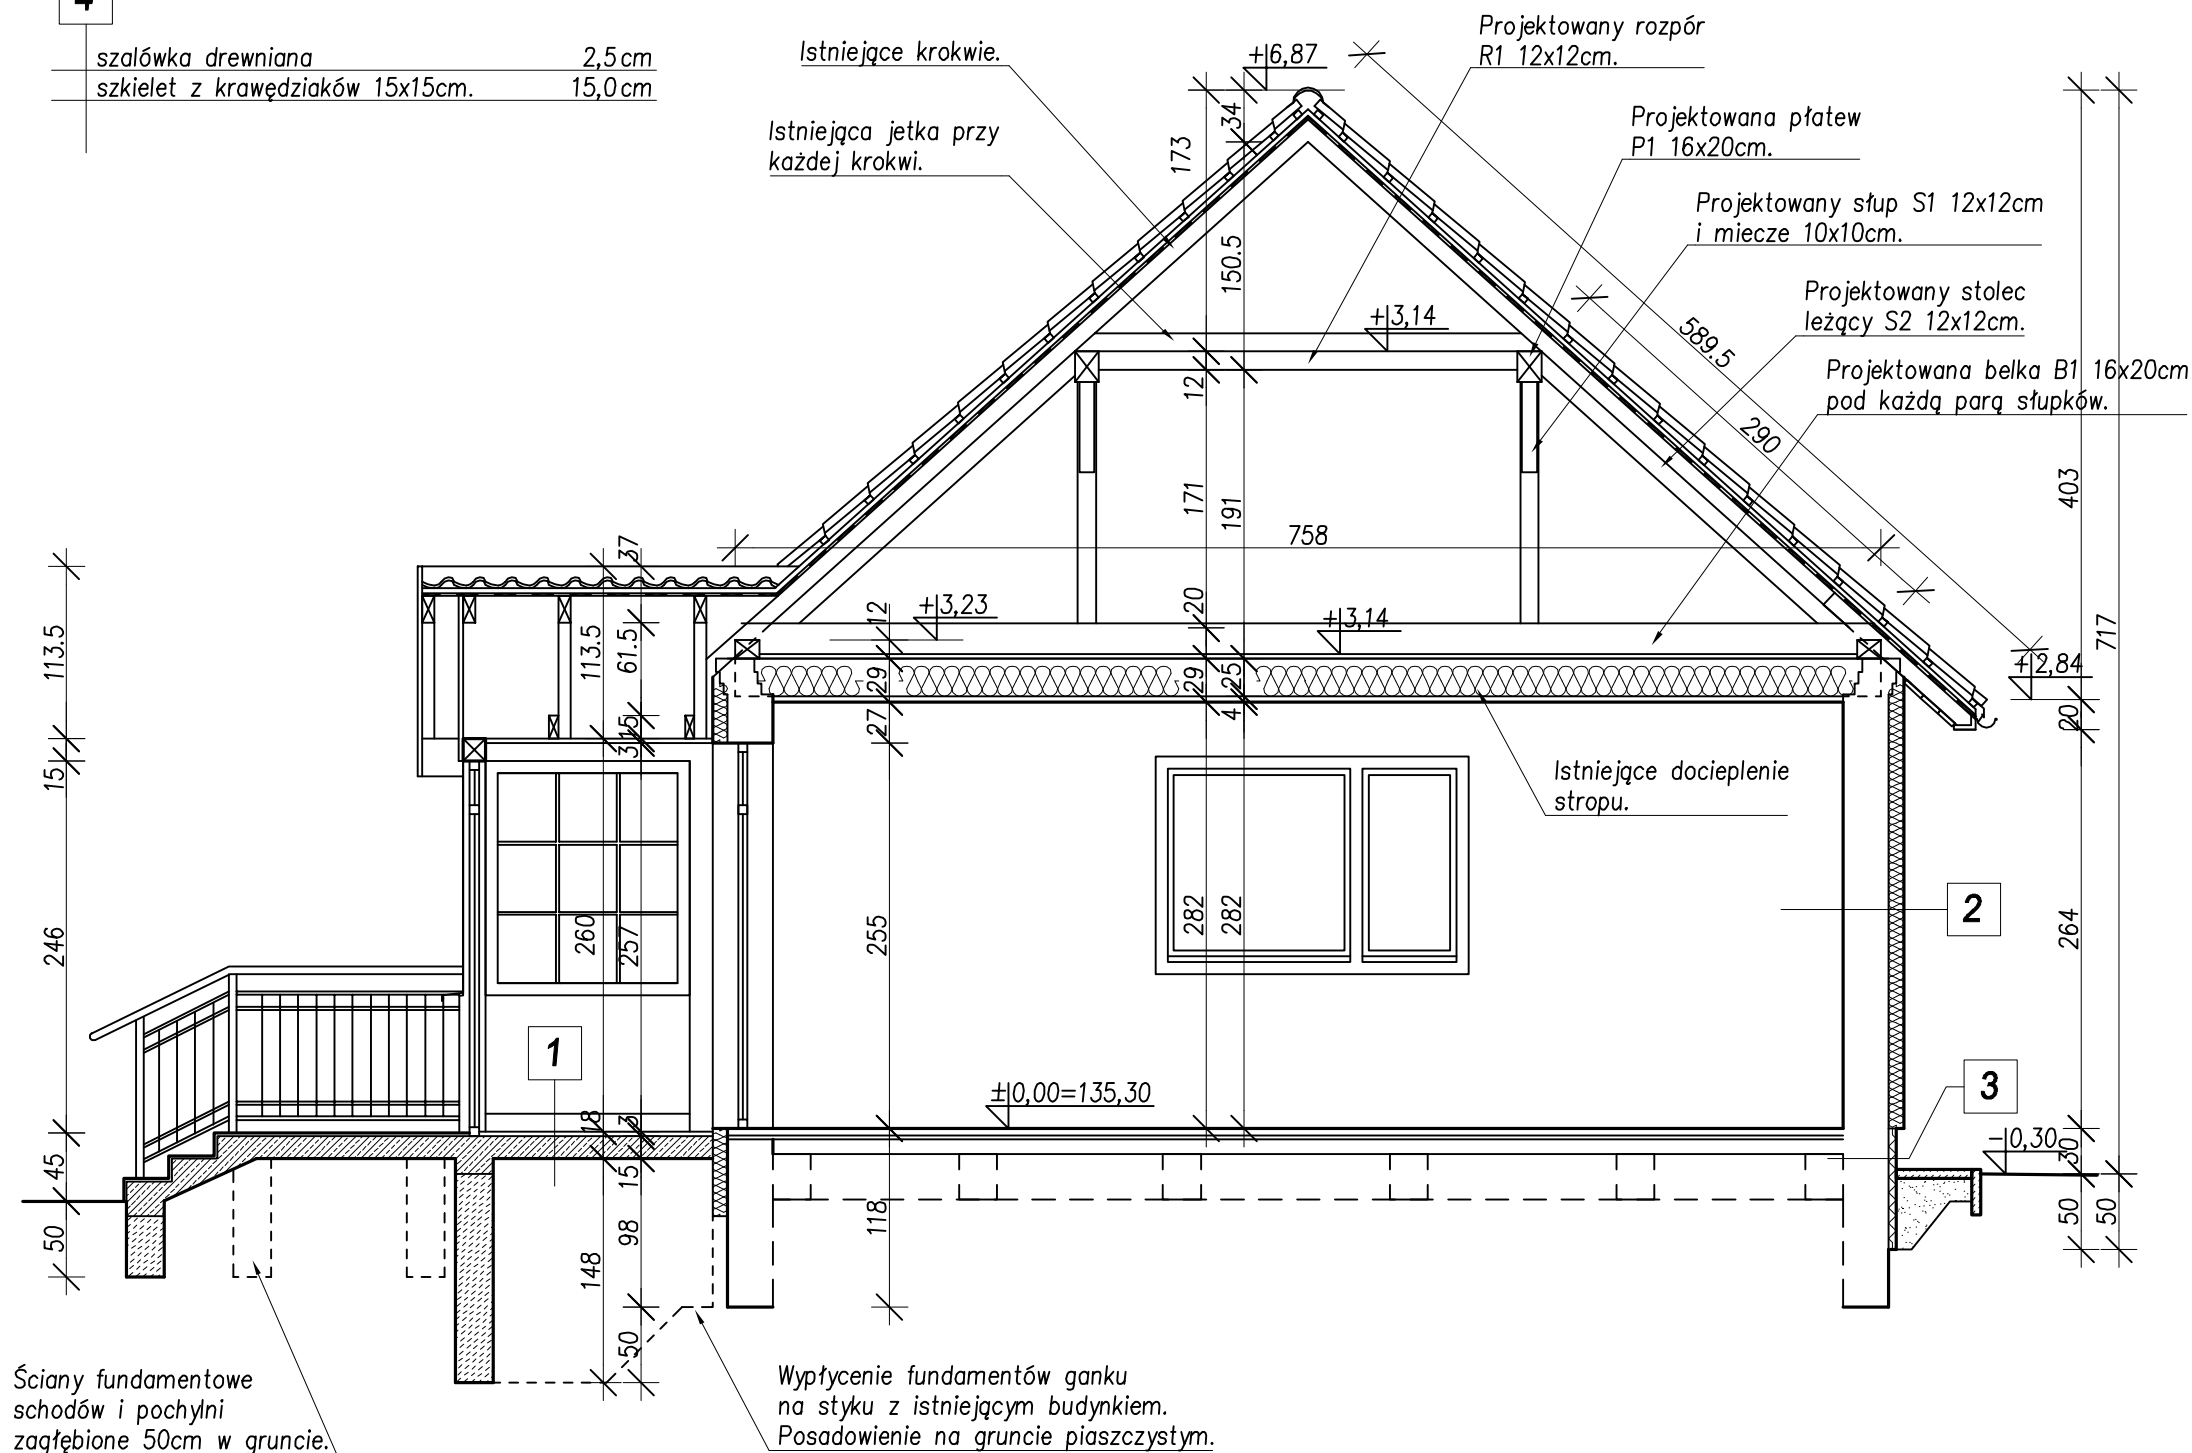 4
szalówka drewniana 2,5cm
szkielet z krawędziaków 15x15cm. 15,0cm
Istniejące krokwie.
Istniejąca jetka przy
każdej krokwi.
Projektowany rozpór
R1 12x12cm.
Projektowana płatew
P1 16x20cm.
Projektowany słup S1 12x12cm
i miecze 10x10cm.
Projektowany stolec
leżący S2 12x12cm.
Projektowana belka B1 16x20cm
pod każdą parą słupków.
+6,87
34
173
150.5
+3,14
12
589.5
290
403
717
171
191
758
37
113.5
113.5
61.5
12
+3,23
20
+3,14
+2,84
29
29
25
4
27
20
15
15
3
Istniejące docieplenie
stropu.
246
260
257
255
282
282
2
264
1
±0,00=135,30
3
-0,30
30
18
3
45
15
50
98
118
148
50
50
50
Ściany fundamentowe
schodów i pochylni
zagłębione 50cm w gruncie.
Wypłycenie fundamentów ganku
na styku z istniejącym budynkiem.
Posadowienie na gruncie piaszczystym.